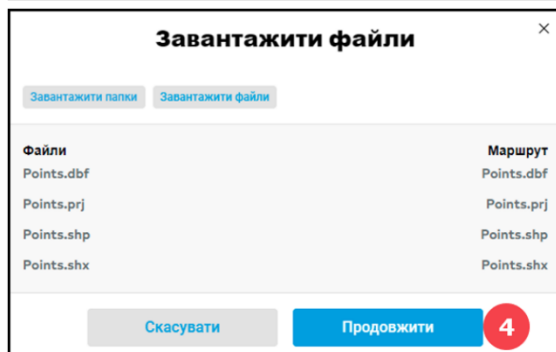 Завантажити файли
×
Завантажити папки Завантажити файли
Файли Маршрут
Points.dbf Points.dbf
Points.prj Points.prj
Points.shp Points.shp
Points.shx Points.shx
Скасувати Продовжити 4